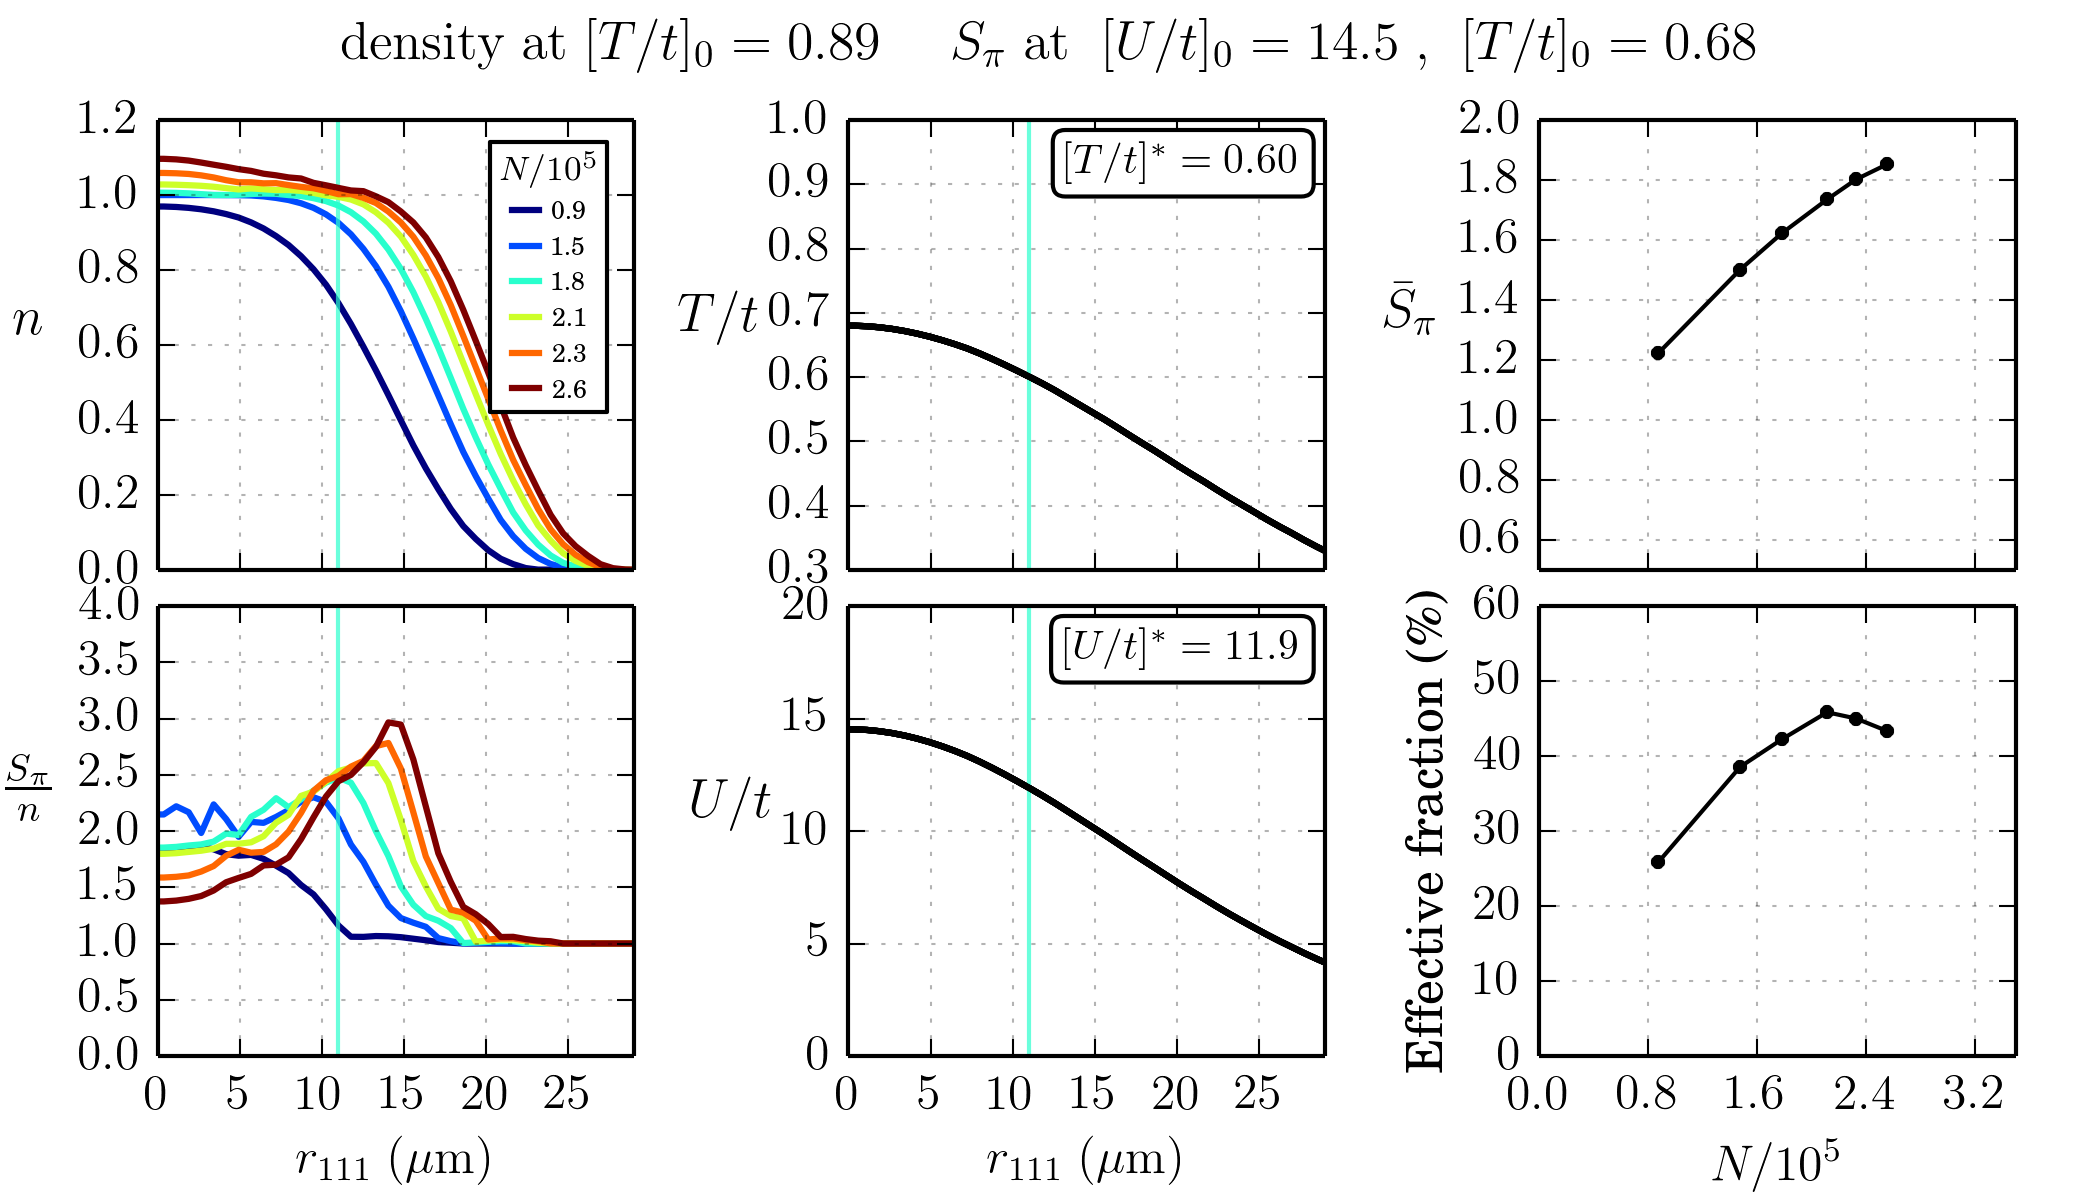 density at [T/t]₀ = 0.89 S_π at [U/t]₀ = 14.5 , [T/t]₀ = 0.68
n
1.2
1.0
0.8
0.6
0.4
0.2
0.0
N/10⁵
0.9
1.5
1.8
2.1
2.3
2.6
T/t
1.0
0.9
0.8
0.7
0.6
0.5
0.4
0.3
[T/t]* = 0.60
S̄_π
2.0
1.8
1.6
1.4
1.2
1.0
0.8
0.6
S_π
n
4.0
3.5
3.0
2.5
2.0
1.5
1.0
0.5
0.0
0 5 10 15 20 25
r₁₁₁ (μm)
U/t
20
15
10
5
0
[U/t]* = 11.9
0 5 10 15 20 25
r₁₁₁ (μm)
Effective fraction (%)
60
50
40
30
20
10
0
0.0 0.8 1.6 2.4 3.2
N/10⁵